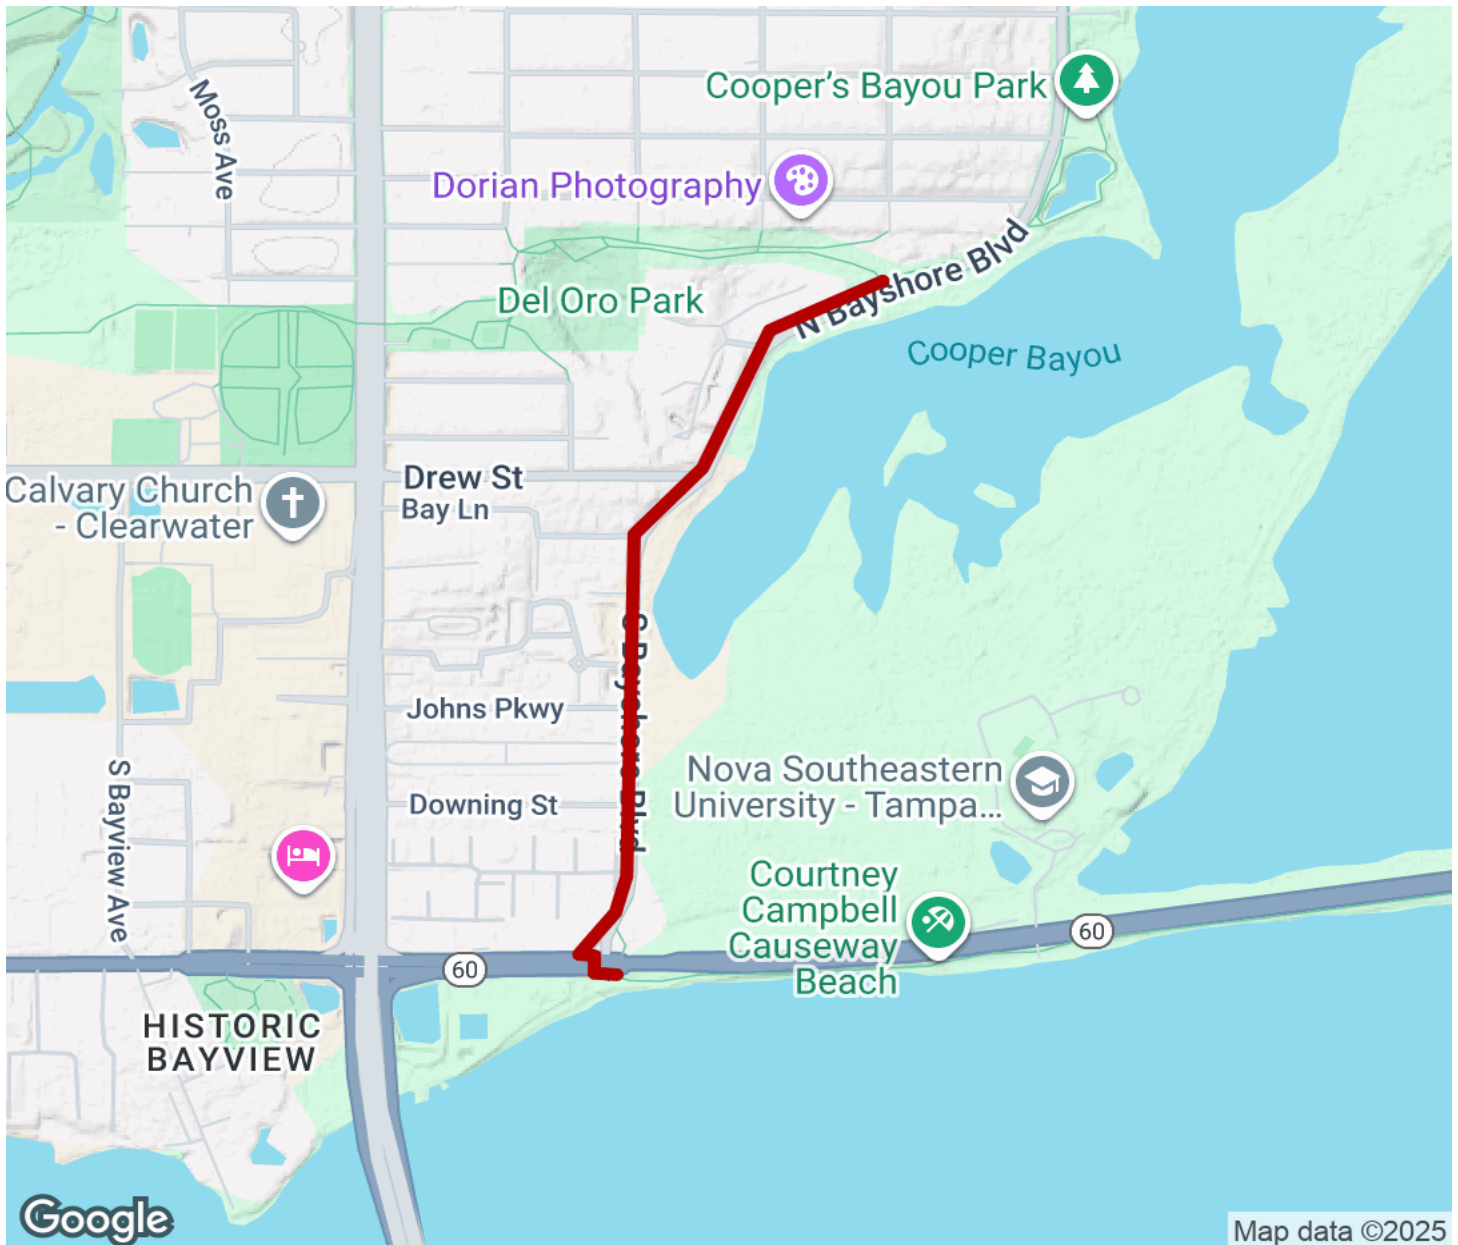 Cooper's Bayou Park
Moss Ave
Dorian Photography
N Bayshore Blvd
Del Oro Park
Cooper Bayou
Drew St
Bay Ln
Calvary Church
- Clearwater
S Bayshore Blvd
Johns Pkwy
Nova Southeastern
University - Tampa...
Downing St
S Bayview Ave
Courtney
Campbell
Causeway
Beach
60
60
HISTORIC
BAYVIEW
Google
Map data ©2025